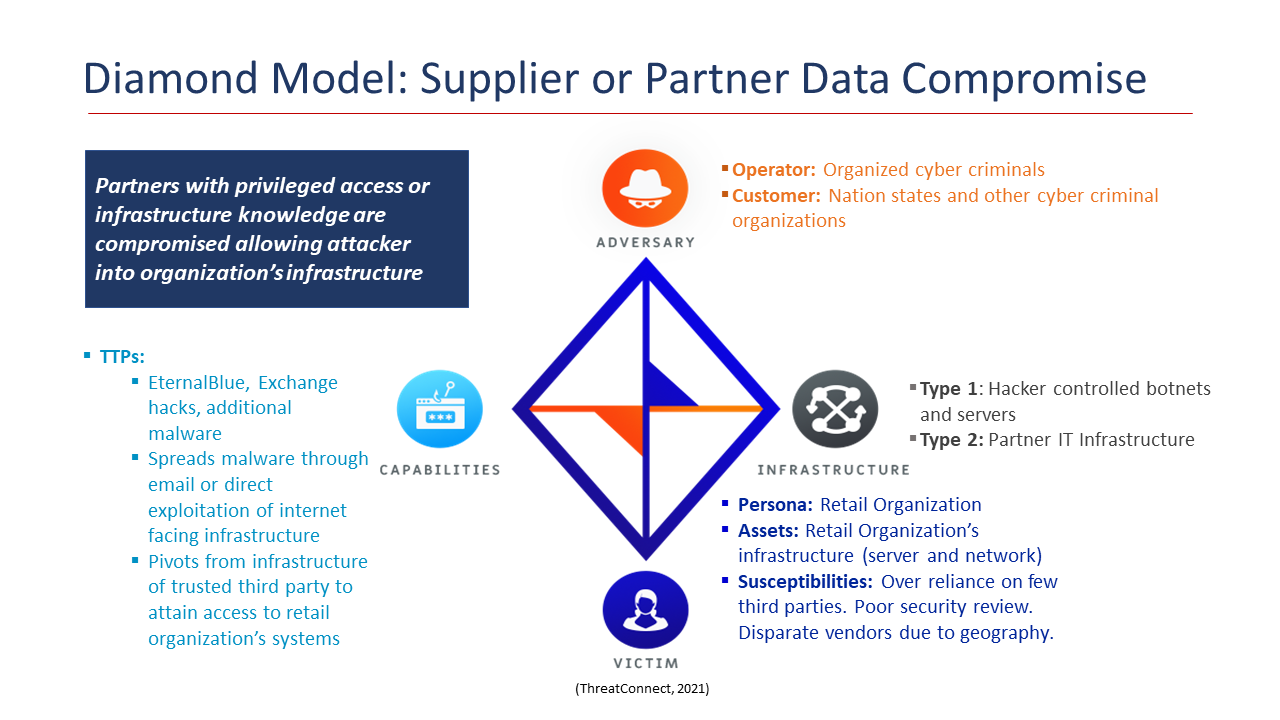 Diamond Model: Supplier or Partner Data Compromise
Partners with privileged access or
infrastructure knowledge are
compromised allowing attacker
into organization’s infrastructure
ADVERSARY
▪ Operator: Organized cyber criminals
▪ Customer: Nation states and other cyber criminal
organizations
▪ TTPs:
▪ EternalBlue, Exchange
hacks, additional
malware
▪ Spreads malware through
email or direct
exploitation of internet
facing infrastructure
▪ Pivots from infrastructure
of trusted third party to
attain access to retail
organization’s systems
***
CAPABILITIES
INFRASTRUCTURE
▪ Type 1: Hacker controlled botnets
and servers
▪ Type 2: Partner IT Infrastructure
▪ Persona: Retail Organization
▪ Assets: Retail Organization’s
infrastructure (server and network)
▪ Susceptibilities: Over reliance on few
third parties. Poor security review.
Disparate vendors due to geography.
VICTIM
(ThreatConnect, 2021)